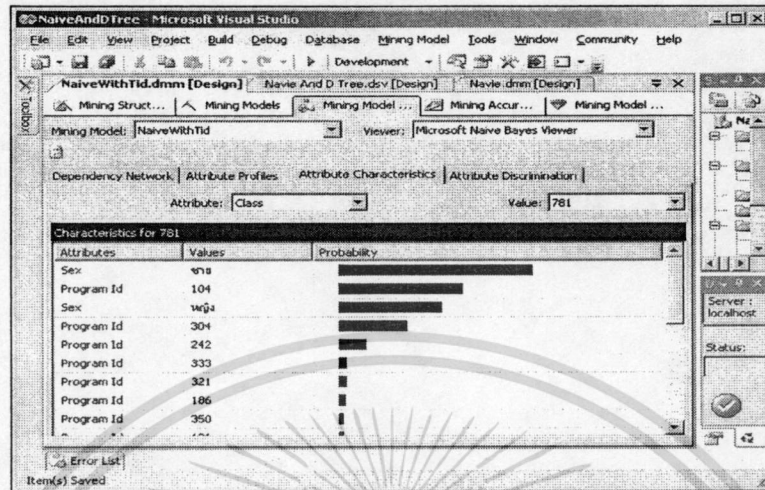 NaiveAndDTree - Microsoft Visual Studio
File Edit View Project Build Debug Database Mining Model Tools Window Community Help
Development
NaiveWithTid.dmm [Design] Navie And D Tree.dsv [Design] Navie.dmm [Design]
Toolbox
Mining Struct... Mining Models Mining Model ... Mining Accur... Mining Model ...
Mining Model: NaiveWithTid Viewer: Microsoft Naive Bayes Viewer
Dependency Network Attribute Profiles Attribute Characteristics Attribute Discrimination
Attribute: Class Value: 781
Characteristics for 781
Attributes Values Probability
Sex ชาย
Program Id 104
Sex หญิง
Program Id 304
Program Id 242
Program Id 333
Program Id 321
Program Id 186
Program Id 350
Server :
localhost
Status:
Error List
Item(s) Saved